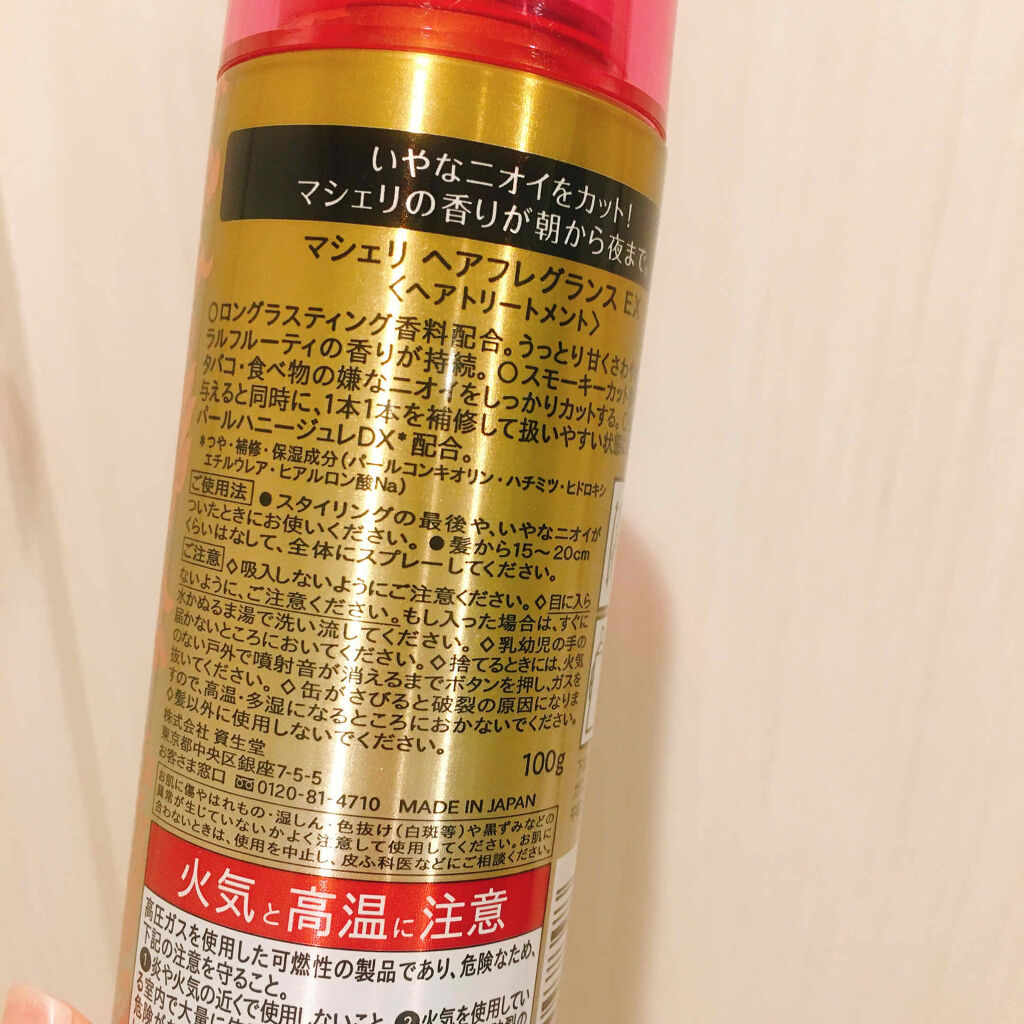 いやなニオイをカット!
マシェリの香りが朝から夜まで。
マシェリ ヘアフレグランス EX
〈ヘアトリートメント〉
○ロングラスティング香料配合。うっとり甘くさわ
ラルフルーティの香りが持続。○スモーキーカット
タバコ・食べ物の嫌なニオイをしっかりカットする。
与えると同時に、1本1本を補修して扱いやすい状態
パールハニージュレDX*配合。
*つや・補修・保湿成分(パールコンキオリン・ハチミツ・ヒドロキシ
エチルウレア・ヒアルロン酸Na)
ご使用法 ●スタイリングの最後や、いやなニオイが
ついたときにお使いください。 ●髪から15～20cm
くらいはなして、全体にスプレーしてください。
ご注意 ◇吸入しないようにご注意ください。◇目に入ら
ないように、ご注意ください。もし入った場合は、すぐに
水かぬるま湯で洗い流してください。 ◇乳幼児の手の
届かないところにおいてください。◇捨てるときには、火気
のない戸外で噴射音が消えるまでボタンを押し、ガスを
抜いてください。 ◇缶がさびると破裂の原因になりま
すので、高温・多湿になるところにおかないでください。
◇髪以外に使用しないでください。
株式会社 資生堂
東京都中央区銀座7-5-5
100g
お客さま窓口 0120-81-4710 MADE IN JAPAN
お肌に傷やはれもの・湿しん・色抜け(白斑等)や黒ずみなどの
異常が生じていないかよく注意して使用してください。お肌に
合わないときは、使用を中止し、皮ふ科医などにご相談ください。
火気と高温に注意
高圧ガスを使用した可燃性の製品であり、危険なため、
下記の注意を守ること。
❶炎や火気の近くで使用しないこと。❷火気を使用してい
る室内で大量に